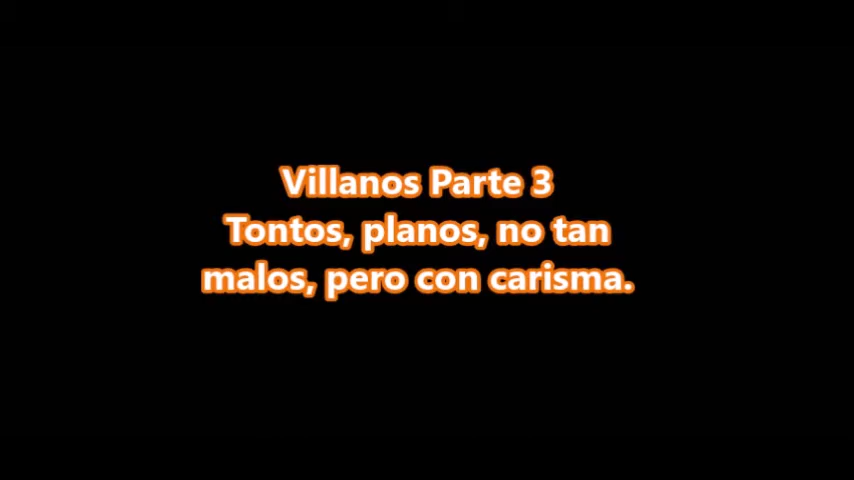 Villanos Parte 3
Tontos, planos, no tan
malos, pero con carisma.